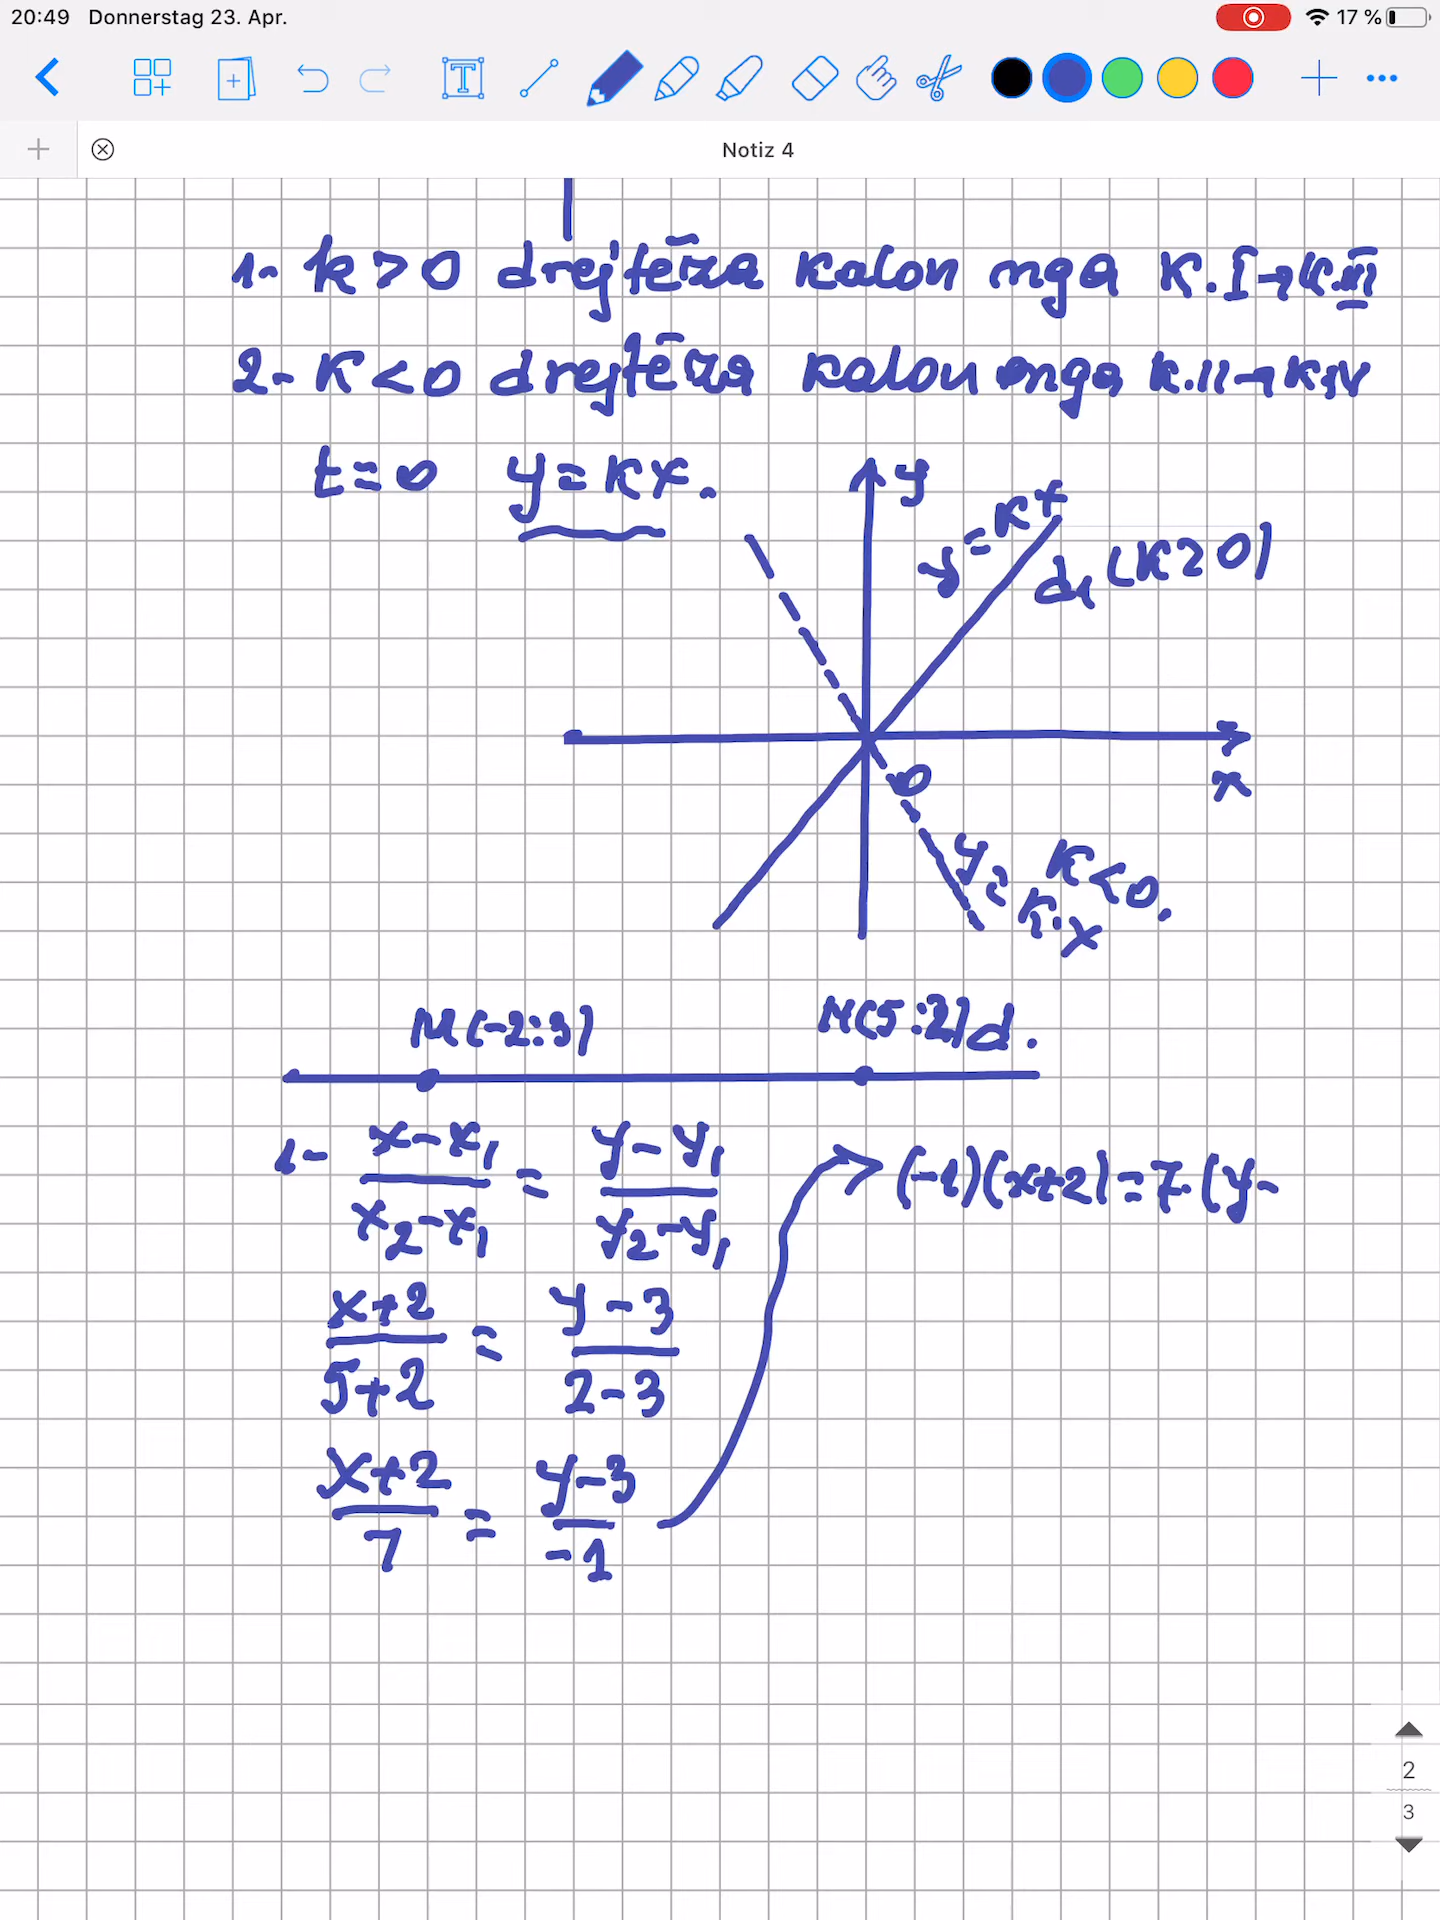 20:49 Donnerstag 23. Apr. 17 %
T
Notiz 4
1- k>0 drejtëza kalon nga K.I→K.III
2- K<0 drejtëza kalon nga K.II→K.IV
t=0 y=kx.
y
y=kx
d₁ (K>0)
0
x
y=k·x
K<0.
M(-2:3) N(5:2) d.
1- (x-x₁)/(x₂-x₁) = (y-y₁)/(y₂-y₁)
(x+2)/(5+2) = (y-3)/(2-3)
(x+2)/7 = (y-3)/-1
(-1)(x+2)=7.(y-
2
3